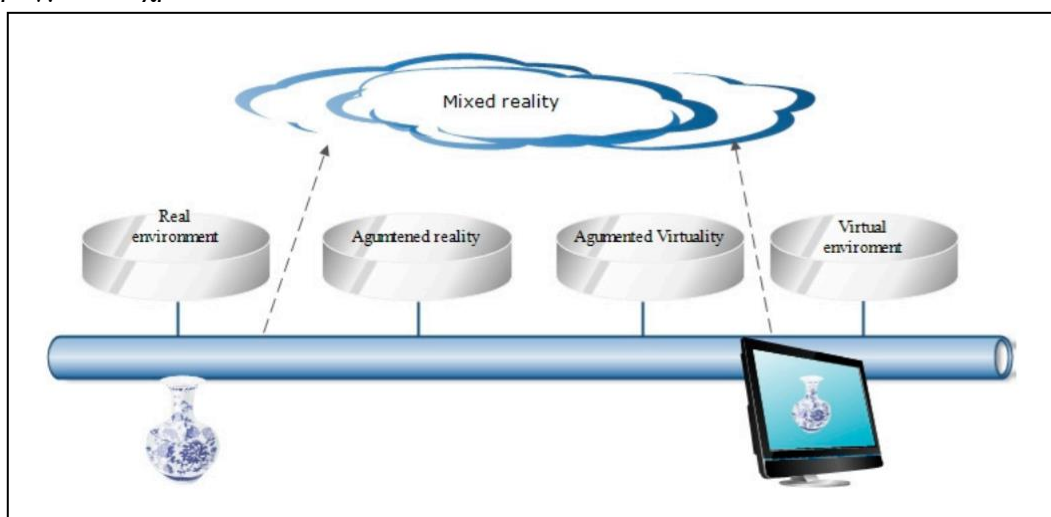 Mixed reality
Real
environment
Agumtened reality
Agumented Virtuality
Virtual
enviroment